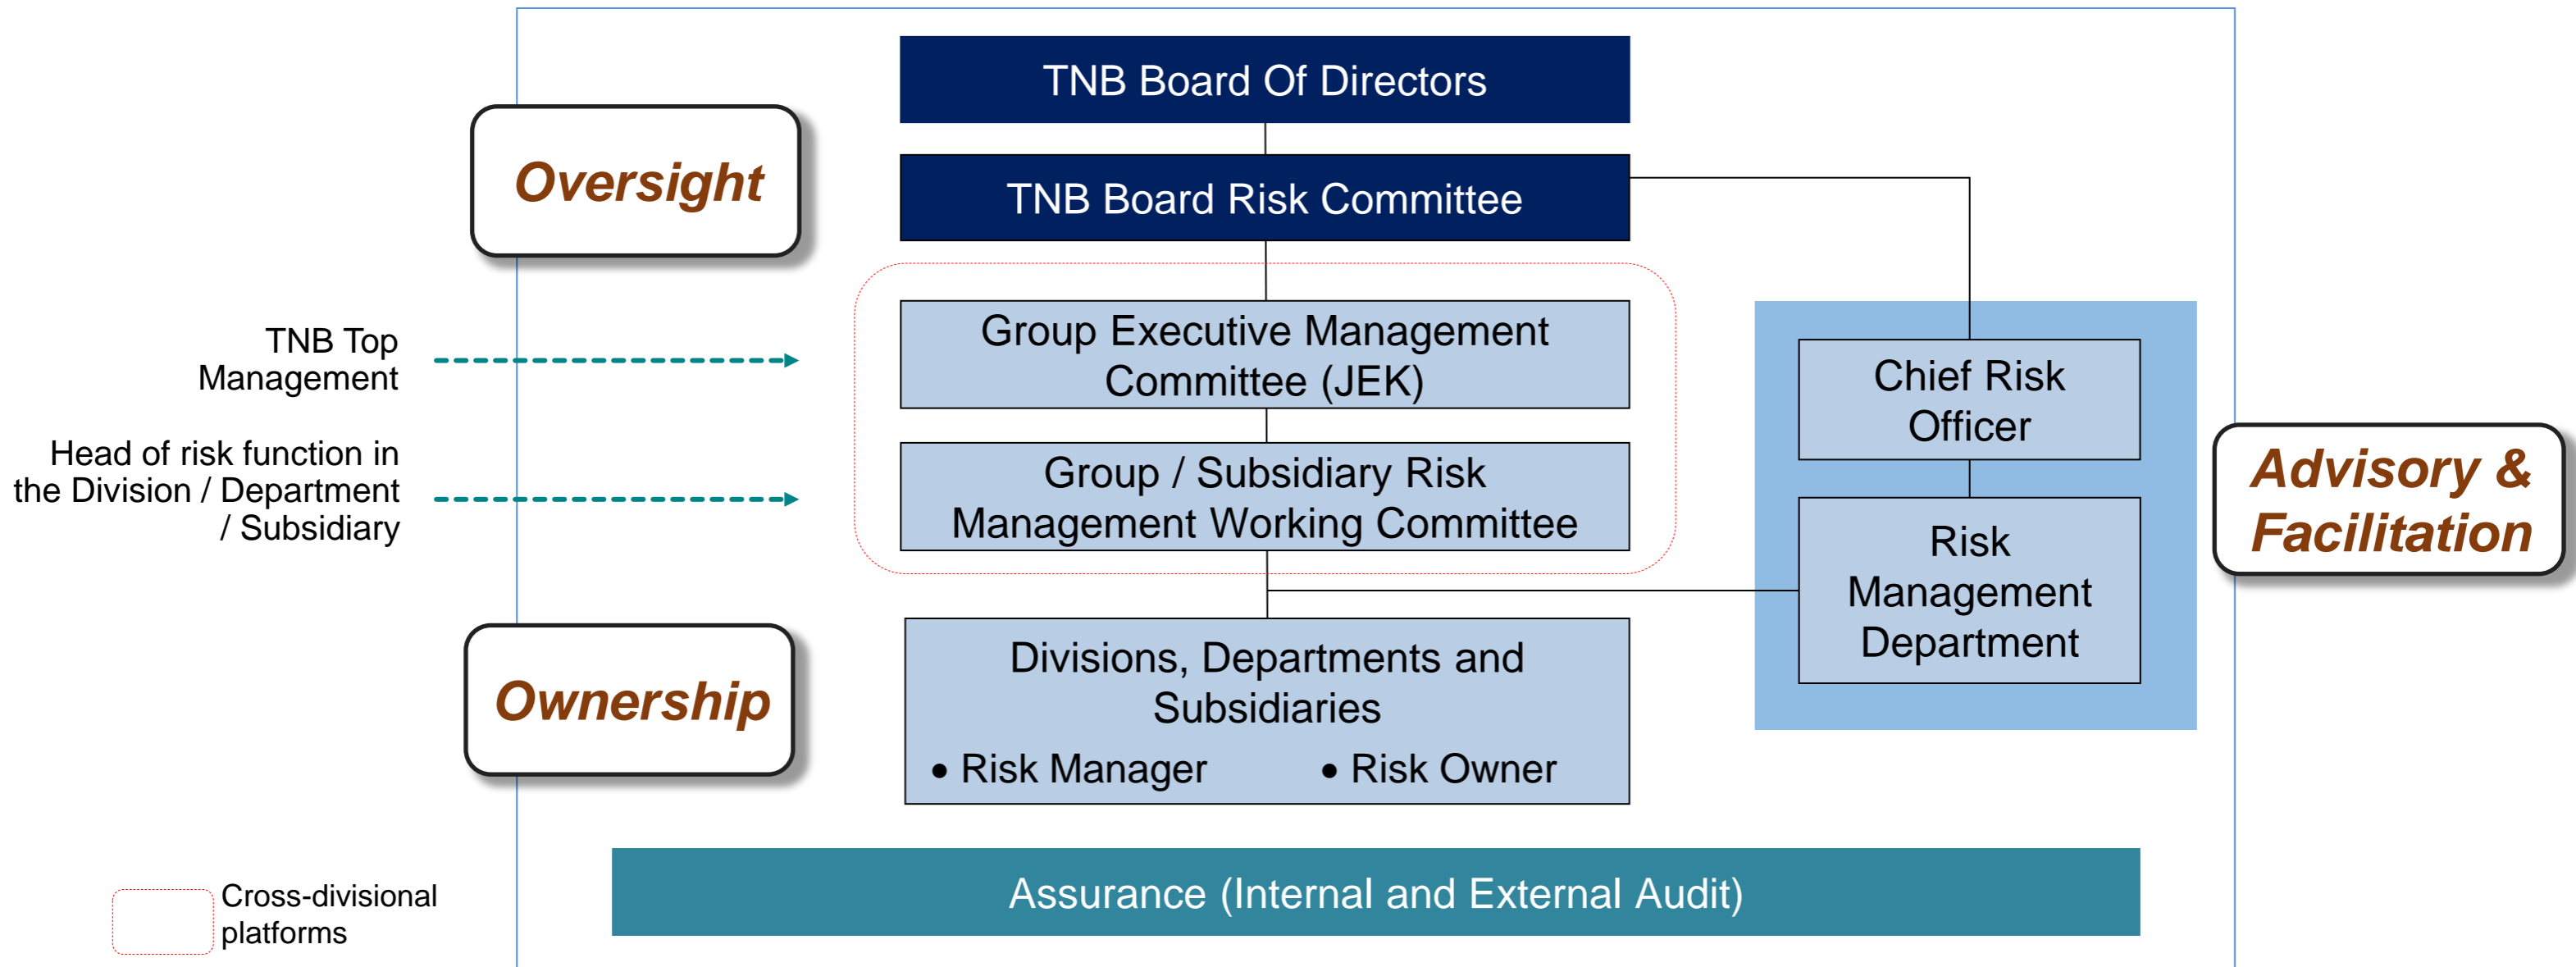 TNB Board Of Directors
Oversight
TNB Board Risk Committee
TNB Top
Management
Group Executive Management
Committee (JEK)
Chief Risk
Officer
Head of risk function in
the Division / Department
/ Subsidiary
Group / Subsidiary Risk
Management Working Committee
Advisory &
Facilitation
Risk
Management
Department
Ownership
Divisions, Departments and
Subsidiaries
• Risk Manager
• Risk Owner
Assurance (Internal and External Audit)
Cross-divisional
platforms